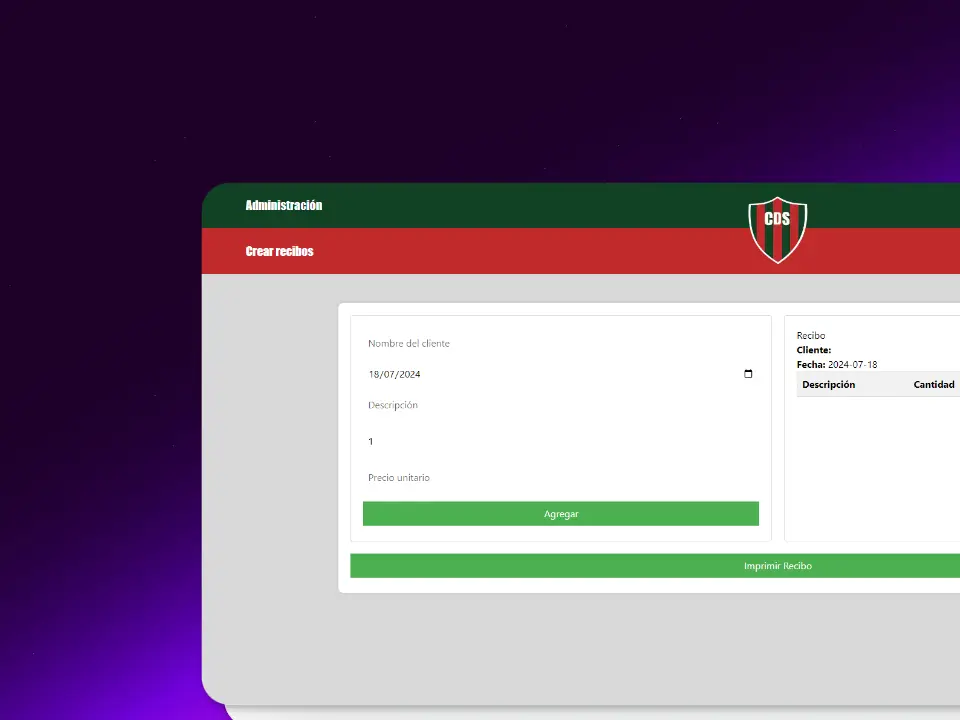 Administración
CDS
Crear recibos
Nombre del cliente
18/07/2024
Descripción
1
Precio unitario
Agregar
Recibo
Cliente:
Fecha: 2024-07-18
Descripción Cantidad
Imprimir Recibo